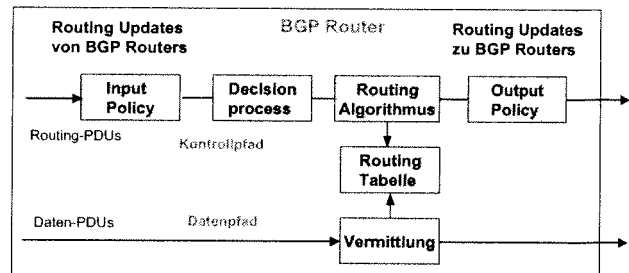 BGP Router
Routing Updates
von BGP Routers
Routing Updates
zu BGP Routers
Input
Policy
Decision
process
Routing
Algorithmus
Output
Policy
Routing-PDUs
Kontrollpfad
Routing
Tabelle
Daten-PDUs
Datenpfad
Vermittlung